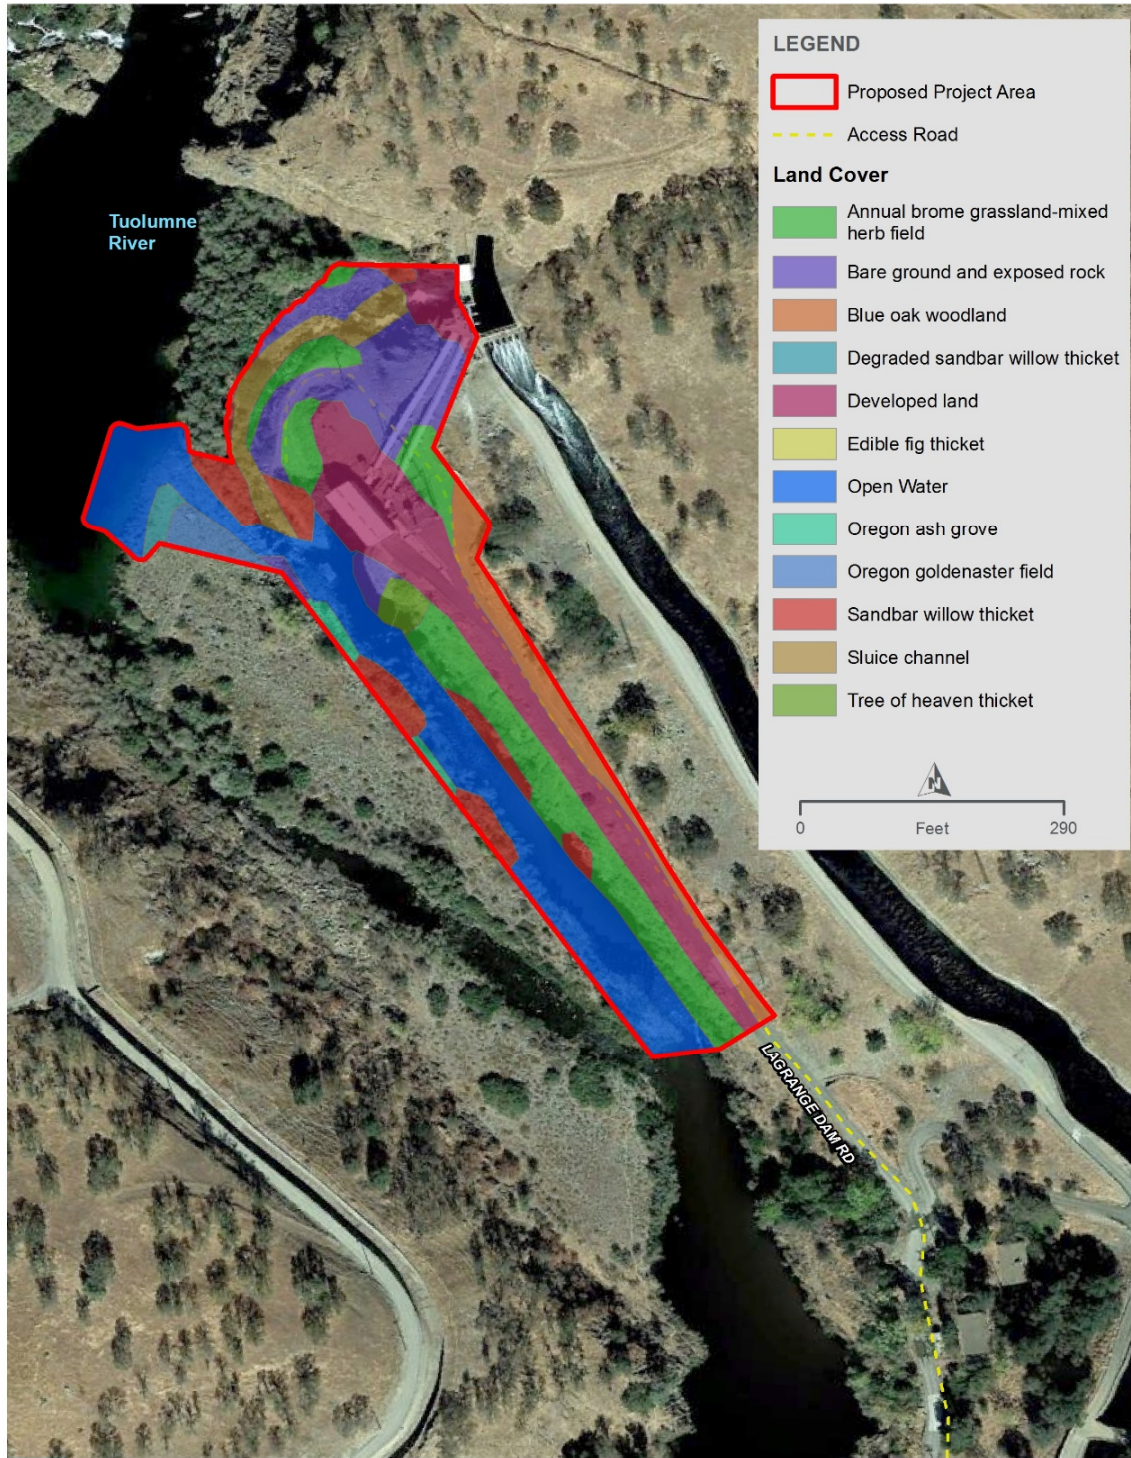 LEGEND
Proposed Project Area
Access Road
Land Cover
Annual brome grassland-mixed
herb field
Bare ground and exposed rock
Blue oak woodland
Degraded sandbar willow thicket
Developed land
Edible fig thicket
Open Water
Oregon ash grove
Oregon goldenaster field
Sandbar willow thicket
Sluice channel
Tree of heaven thicket
N
0 Feet 290
Tuolumne
River
LAGRANGE DAM RD